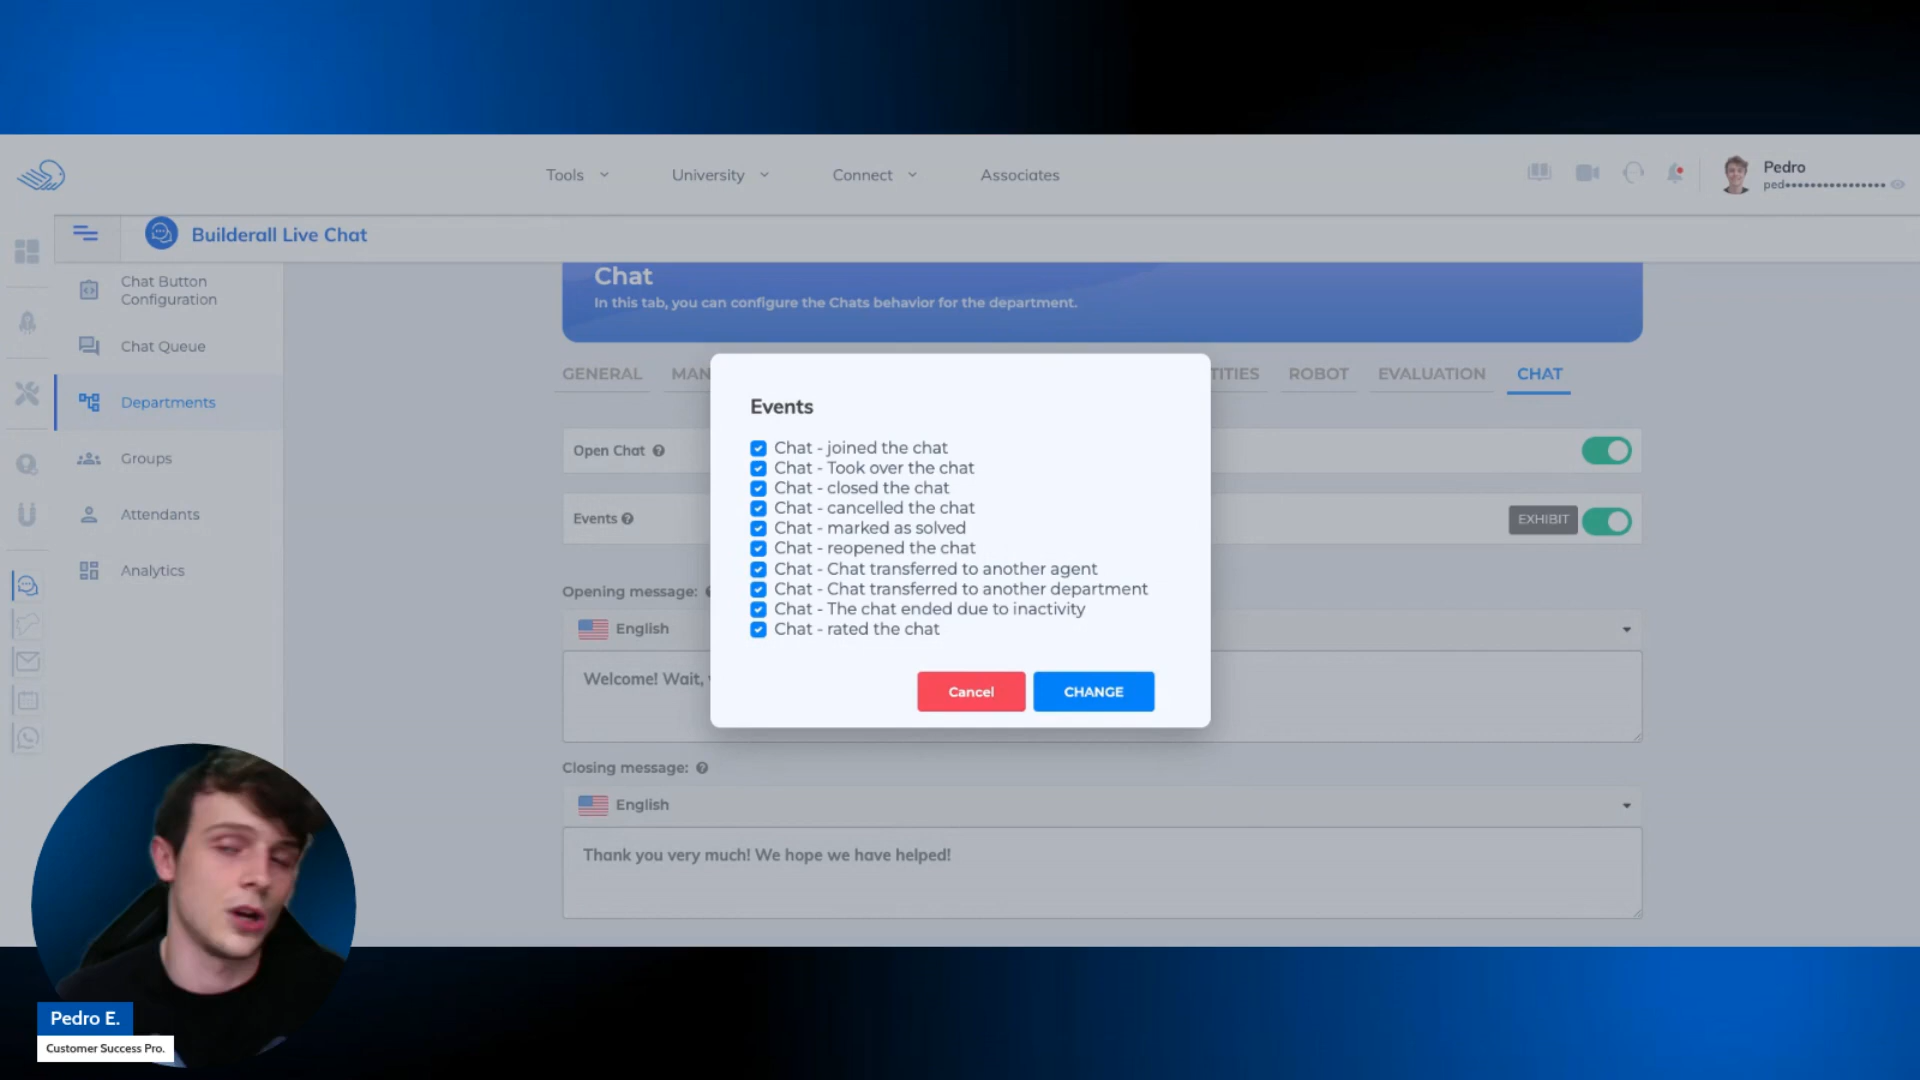 Tools
University
Connect
Associates
Pedro
ped••••••••••••••••••
Builderall Live Chat
Chat Button
Configuration
Chat Queue
Departments
Groups
Attendants
Analytics
Chat
In this tab, you can configure the Chats behavior for the department.
GENERAL
MAN
TITIES
ROBOT
EVALUATION
CHAT
Open Chat
Events
EXHIBIT
Opening message:
English
Welcome! Wait,
Closing message:
English
Thank you very much! We hope we have helped!
Events
Chat - joined the chat
Chat - Took over the chat
Chat - closed the chat
Chat - cancelled the chat
Chat - marked as solved
Chat - reopened the chat
Chat - Chat transferred to another agent
Chat - Chat transferred to another department
Chat - The chat ended due to inactivity
Chat - rated the chat
Cancel
CHANGE
Pedro E.
Customer Success Pro.